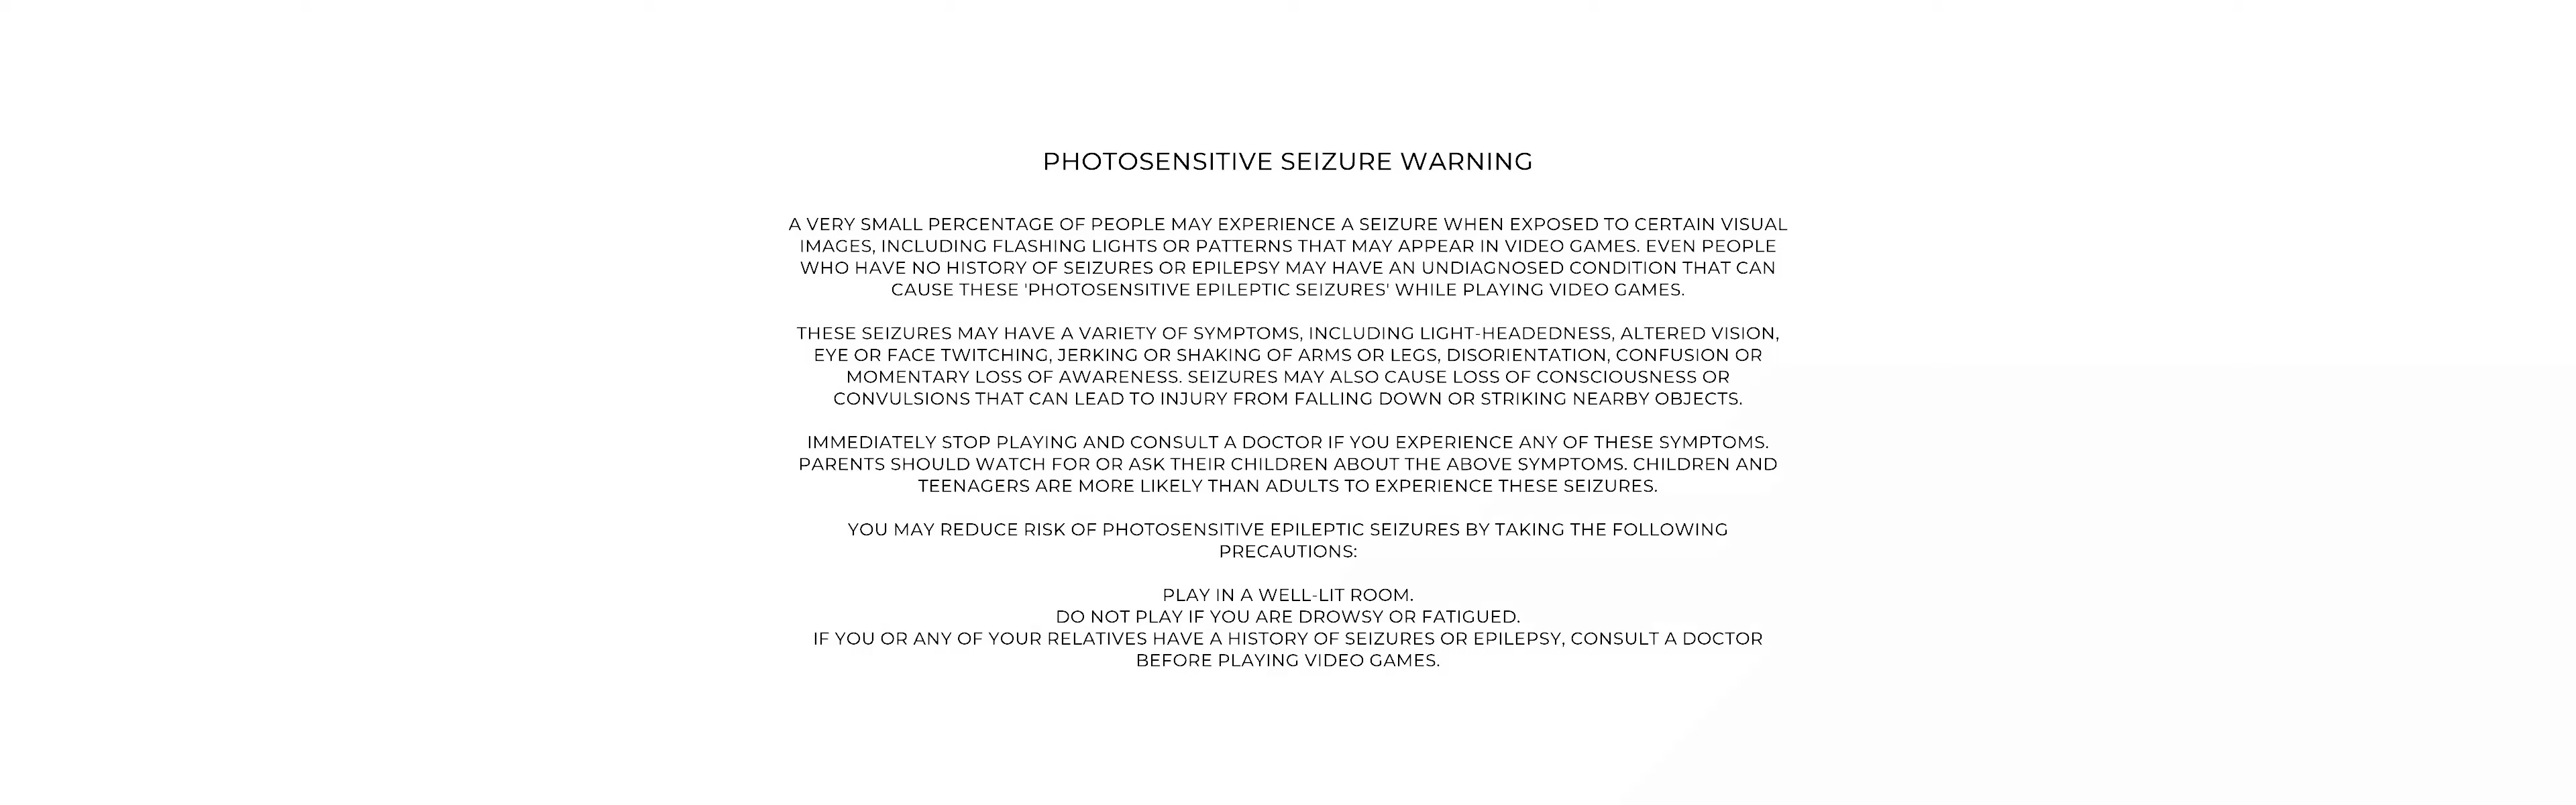 PHOTOSENSITIVE SEIZURE WARNING
A VERY SMALL PERCENTAGE OF PEOPLE MAY EXPERIENCE A SEIZURE WHEN EXPOSED TO CERTAIN VISUAL
IMAGES, INCLUDING FLASHING LIGHTS OR PATTERNS THAT MAY APPEAR IN VIDEO GAMES. EVEN PEOPLE
WHO HAVE NO HISTORY OF SEIZURES OR EPILEPSY MAY HAVE AN UNDIAGNOSED CONDITION THAT CAN
CAUSE THESE 'PHOTOSENSITIVE EPILEPTIC SEIZURES' WHILE PLAYING VIDEO GAMES.
THESE SEIZURES MAY HAVE A VARIETY OF SYMPTOMS, INCLUDING LIGHT-HEADEDNESS, ALTERED VISION,
EYE OR FACE TWITCHING, JERKING OR SHAKING OF ARMS OR LEGS, DISORIENTATION, CONFUSION OR
MOMENTARY LOSS OF AWARENESS. SEIZURES MAY ALSO CAUSE LOSS OF CONSCIOUSNESS OR
CONVULSIONS THAT CAN LEAD TO INJURY FROM FALLING DOWN OR STRIKING NEARBY OBJECTS.
IMMEDIATELY STOP PLAYING AND CONSULT A DOCTOR IF YOU EXPERIENCE ANY OF THESE SYMPTOMS.
PARENTS SHOULD WATCH FOR OR ASK THEIR CHILDREN ABOUT THE ABOVE SYMPTOMS. CHILDREN AND
TEENAGERS ARE MORE LIKELY THAN ADULTS TO EXPERIENCE THESE SEIZURES.
YOU MAY REDUCE RISK OF PHOTOSENSITIVE EPILEPTIC SEIZURES BY TAKING THE FOLLOWING
PRECAUTIONS:
PLAY IN A WELL-LIT ROOM.
DO NOT PLAY IF YOU ARE DROWSY OR FATIGUED.
IF YOU OR ANY OF YOUR RELATIVES HAVE A HISTORY OF SEIZURES OR EPILEPSY, CONSULT A DOCTOR
BEFORE PLAYING VIDEO GAMES.